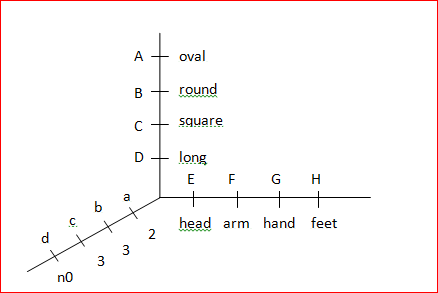 A oval
B round
C square
D long
E F G H
head arm hand feet
a
b
c
d
2
3
3
n0